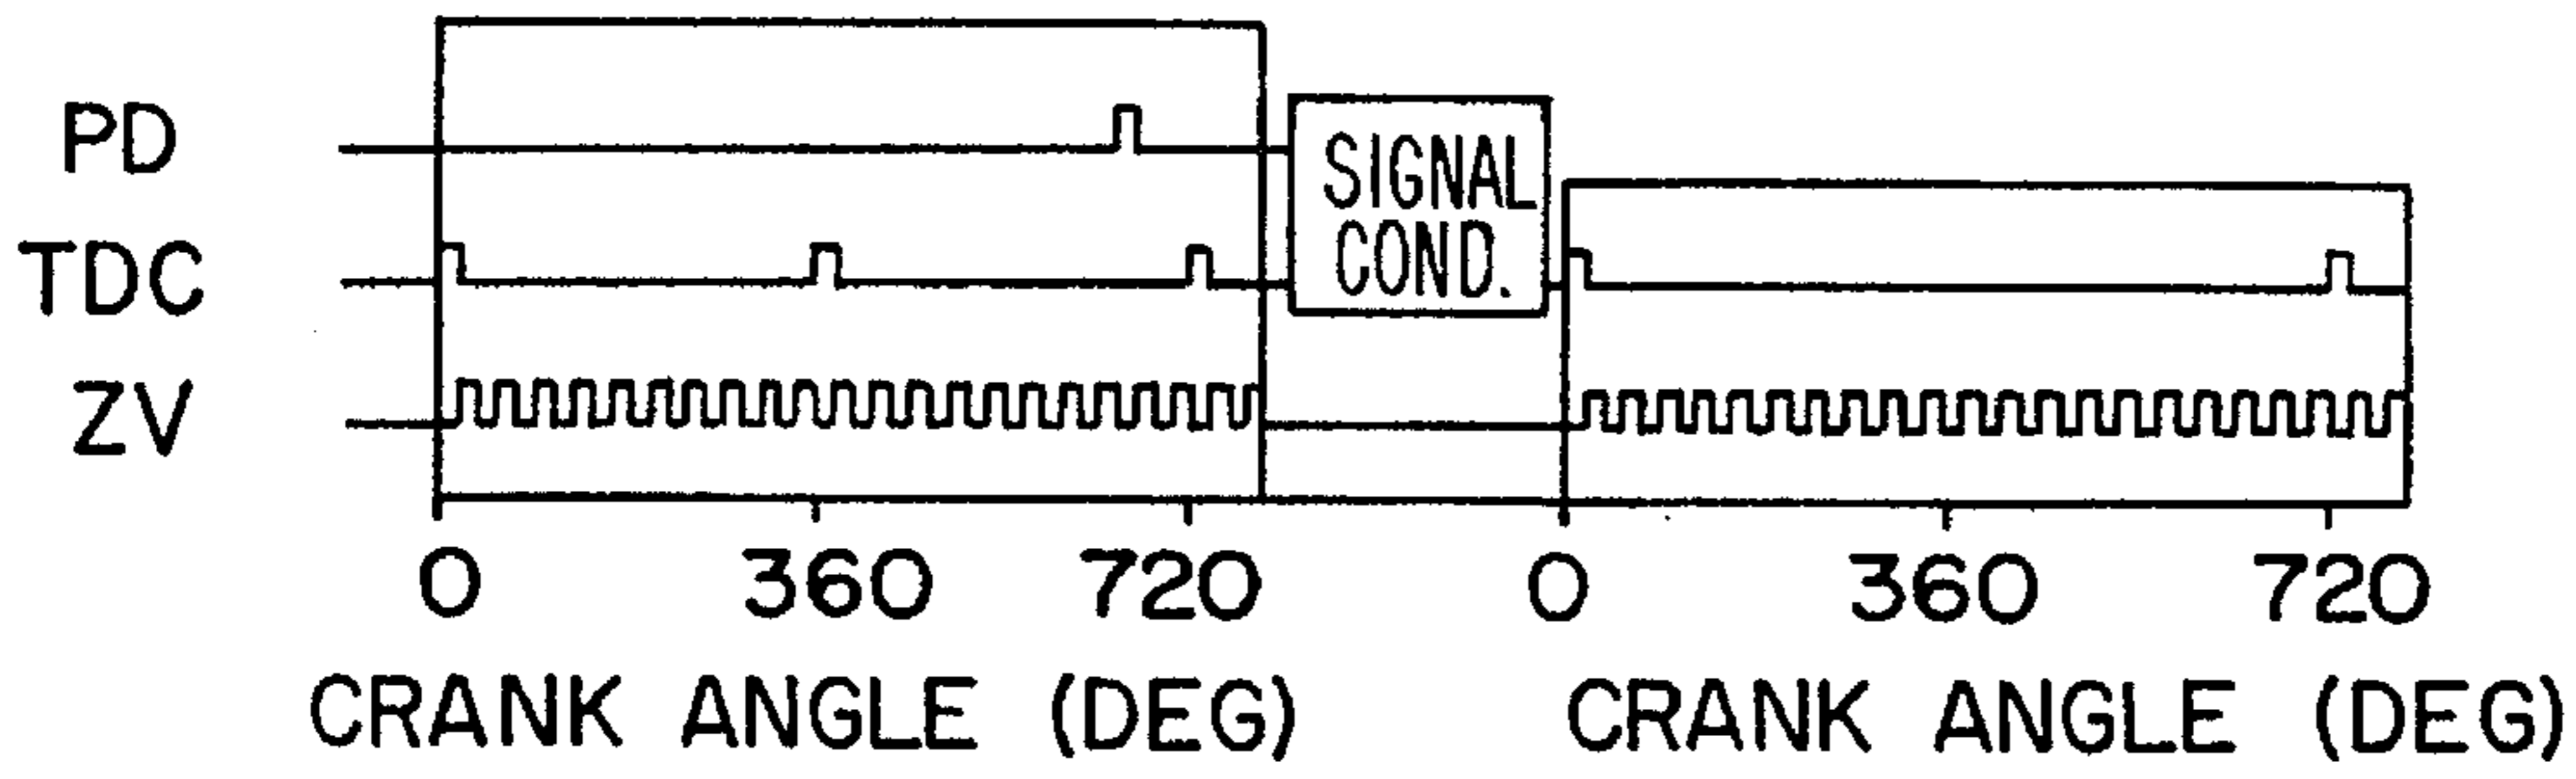 PD
TDC
ZV
SIGNAL
COND.
0 360 720
0 360 720
CRANK ANGLE (DEG)
CRANK ANGLE (DEG)